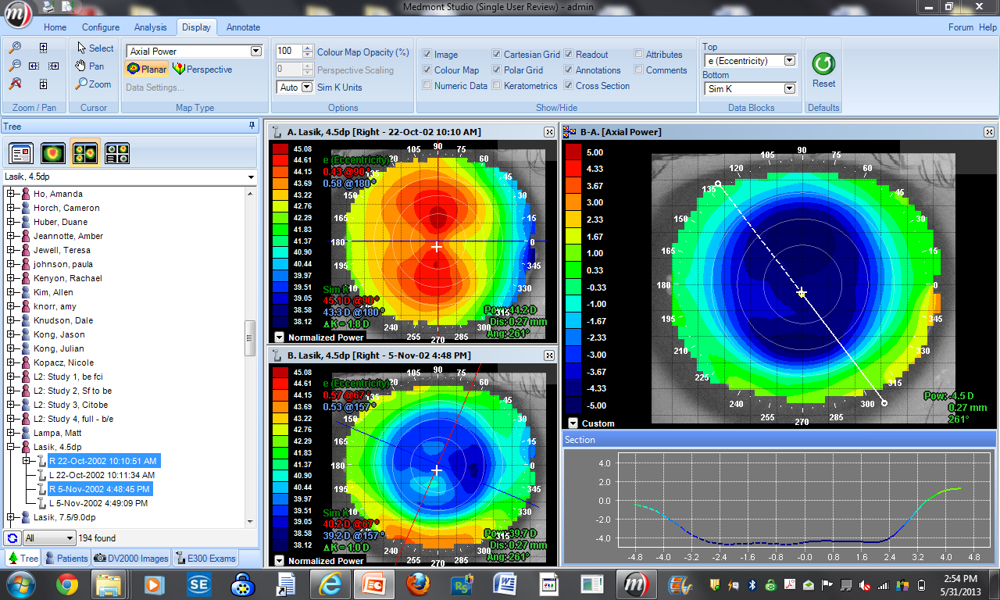 Medmont Studio (Single User Review) - admin
Home Configure Analysis Display Annotate Forum Help
Select
Pan
Zoom
Zoom / Pan
Cursor
Axial Power
Planar Perspective
Data Settings...
Map Type
100 Colour Map Opacity (%)
0 Perspective Scaling
Auto Sim K Units
Options
Image Cartesian Grid Readout Attributes
Colour Map Polar Grid Annotations Comments
Numeric Data Keratometrics Cross Section
Show/Hide
Top
e (Eccentricity)
Bottom
Sim K
Data Blocks
Reset
Defaults
Tree
Lasik, 4.5dp
Ho, Amanda
Horch, Cameron
Huber, Duane
Jeannotte, Amber
Jewell, Teresa
johnson, paula
Kenyon, Rachael
Kim, Allen
knorr, amy
Knudson, Dale
Kong, Jason
Kong, Julian
Kopacz, Nicole
L2: Study 1, be fci
L2: Study 2, Sf to be
L2: Study 3, Citobe
L2: Study 4, full - b/e
Lampa, Matt
Lasik, 4.5dp
R 22-Oct-2002 10:10:51 AM
L 22-Oct-2002 10:11:34 AM
R 5-Nov-2002 4:48:45 PM
L 5-Nov-2002 4:49:09 PM
Lasik, 7.5/9.0dp
All 194 found
Tree Patients DV2000 Images E300 Exams
A. Lasik, 4.5dp [Right - 22-Oct-02 10:10 AM]
45.08
44.61
44.15
43.69
43.22
42.76
42.29
41.83
41.37
40.90
40.44
39.97
39.51
39.05
38.58
38.12
e (Eccentricity)
0.43 @90°
0.58 @180°
105 90 75
60
135 45
150 30
165 15
180 0
195 345
210 330
315
240 255 270 285 300
Sim K
45.1 D @90°
43.3 D @180°
ΔK = 1.8 D
Pow: 44.2 D
Dis: 0.27 mm
Ang: 261°
Normalized Power
B. Lasik, 4.5dp [Right - 5-Nov-02 4:48 PM]
45.08
44.61
44.15
43.69
43.22
42.76
42.29
41.83
41.37
40.90
40.44
39.97
39.51
39.05
38.58
38.12
e (Eccentricity)
0.57 @67°
0.53 @157°
105 90 75
60
135 45
150 30
165 15
180 0
195 345
210 330
240 255 270 285 300
Sim K
40.2 D @67°
39.2 D @157°
ΔK = 1.0 D
Pow: 39.7 D
Dis: 0.27 mm
Ang: 261°
Normalized Power
B-A. [Axial Power]
5.00
4.33
3.67
3.00
2.33
1.67
1.00
0.33
-0.33
-1.00
-1.67
-2.33
-3.00
-3.67
-4.33
-5.00
105 90 75
120 60
135 45
150 30
165 15
180 0
195 345
210
225 315
240 255 270 285 300
Pow: -4.5 D
0.27 mm
261°
Custom
Section
4.0
2.0
0.0
-2.0
-4.0
-4.8 -4.0 -3.2 -2.4 -1.6 -0.8 -0.0 0.8 1.6 2.4 3.2 4.0 4.8
SE
2:54 PM
5/31/2013